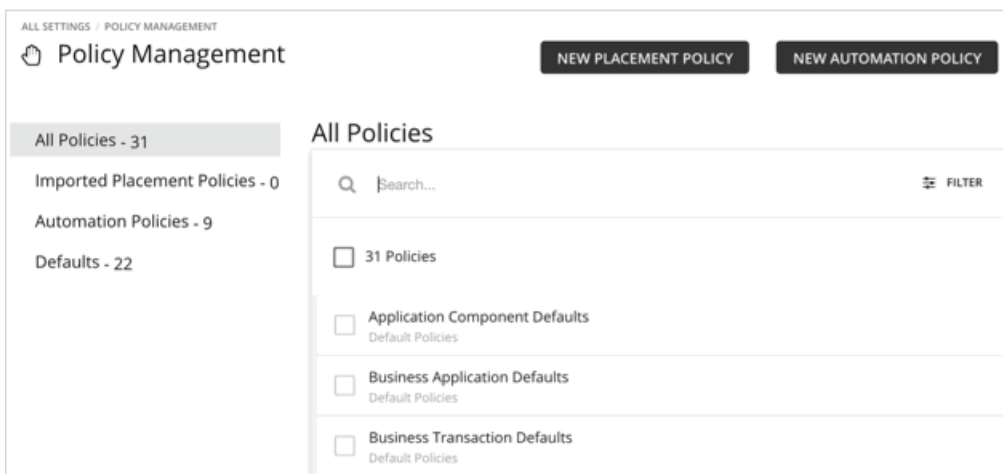 ALL SETTINGS / POLICY MANAGEMENT
Policy Management
NEW PLACEMENT POLICY
NEW AUTOMATION POLICY
All Policies - 31
Imported Placement Policies - 0
Automation Policies - 9
Defaults - 22
All Policies
Search...
FILTER
31 Policies
Application Component Defaults
Default Policies
Business Application Defaults
Default Policies
Business Transaction Defaults
Default Policies